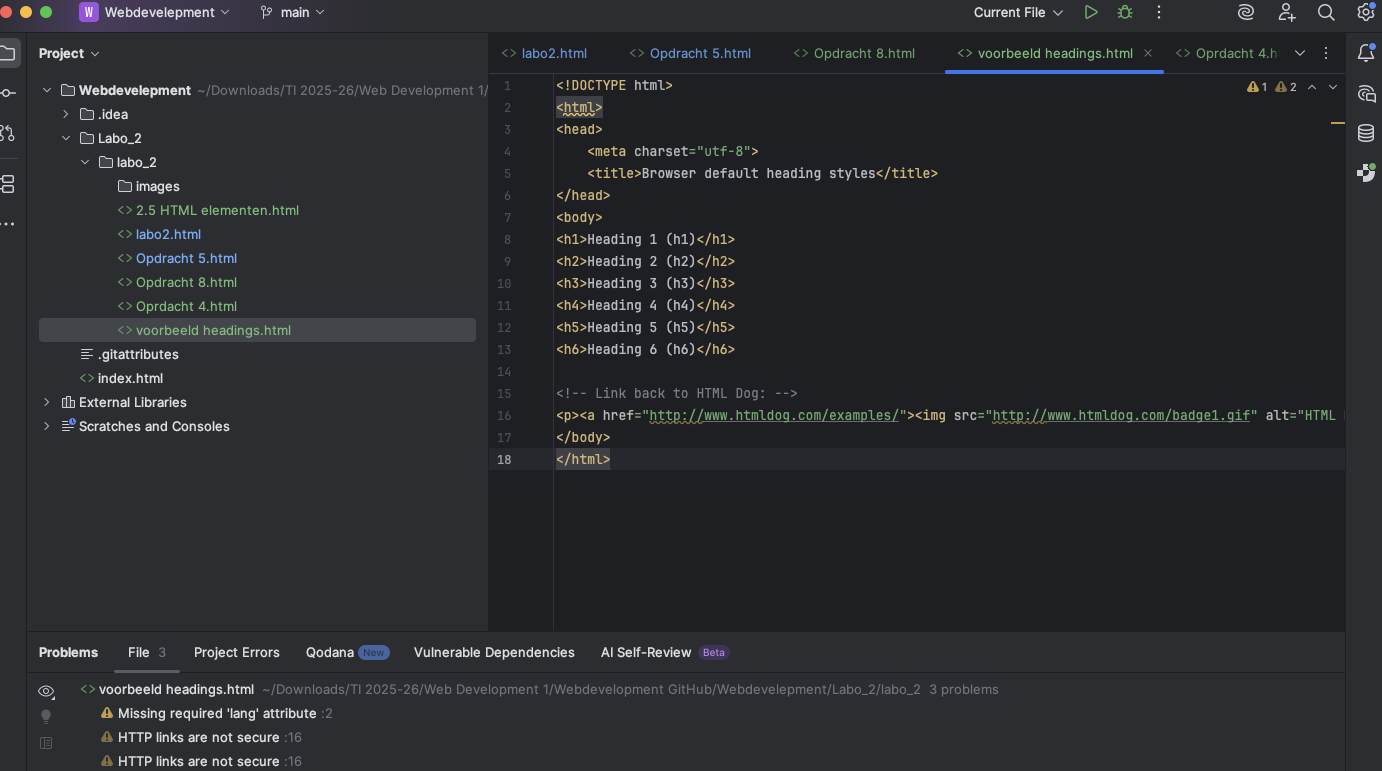 W Webdevelepment main Current File
Project
labo2.html Opdracht 5.html Opdracht 8.html voorbeeld headings.html Oprdacht 4.h
Webdevelepment ~/Downloads/TI 2025-26/Web Development 1/
.idea
Labo_2
labo_2
images
2.5 HTML elementen.html
labo2.html
Opdracht 5.html
Opdracht 8.html
Oprdacht 4.html
voorbeeld headings.html
.gitattributes
index.html
External Libraries
Scratches and Consoles
1 2
1 <!DOCTYPE html>
2 <html>
3 <head>
4     <meta charset="utf-8">
5     <title>Browser default heading styles</title>
6 </head>
7 <body>
8 <h1>Heading 1 (h1)</h1>
9 <h2>Heading 2 (h2)</h2>
10 <h3>Heading 3 (h3)</h3>
11 <h4>Heading 4 (h4)</h4>
12 <h5>Heading 5 (h5)</h5>
13 <h6>Heading 6 (h6)</h6>
14
15 <!-- Link back to HTML Dog: -->
16 <p><a href="http://www.htmldog.com/examples/"><img src="http://www.htmldog.com/badge1.gif" alt="HTML
17 </body>
18 </html>
Problems File 3 Project Errors Qodana New Vulnerable Dependencies AI Self-Review Beta
voorbeeld headings.html ~/Downloads/TI 2025-26/Web Development 1/Webdevelepment GitHub/Webdevelepment/Labo_2/labo_2 3 problems
Missing required 'lang' attribute :2
HTTP links are not secure :16
HTTP links are not secure :16